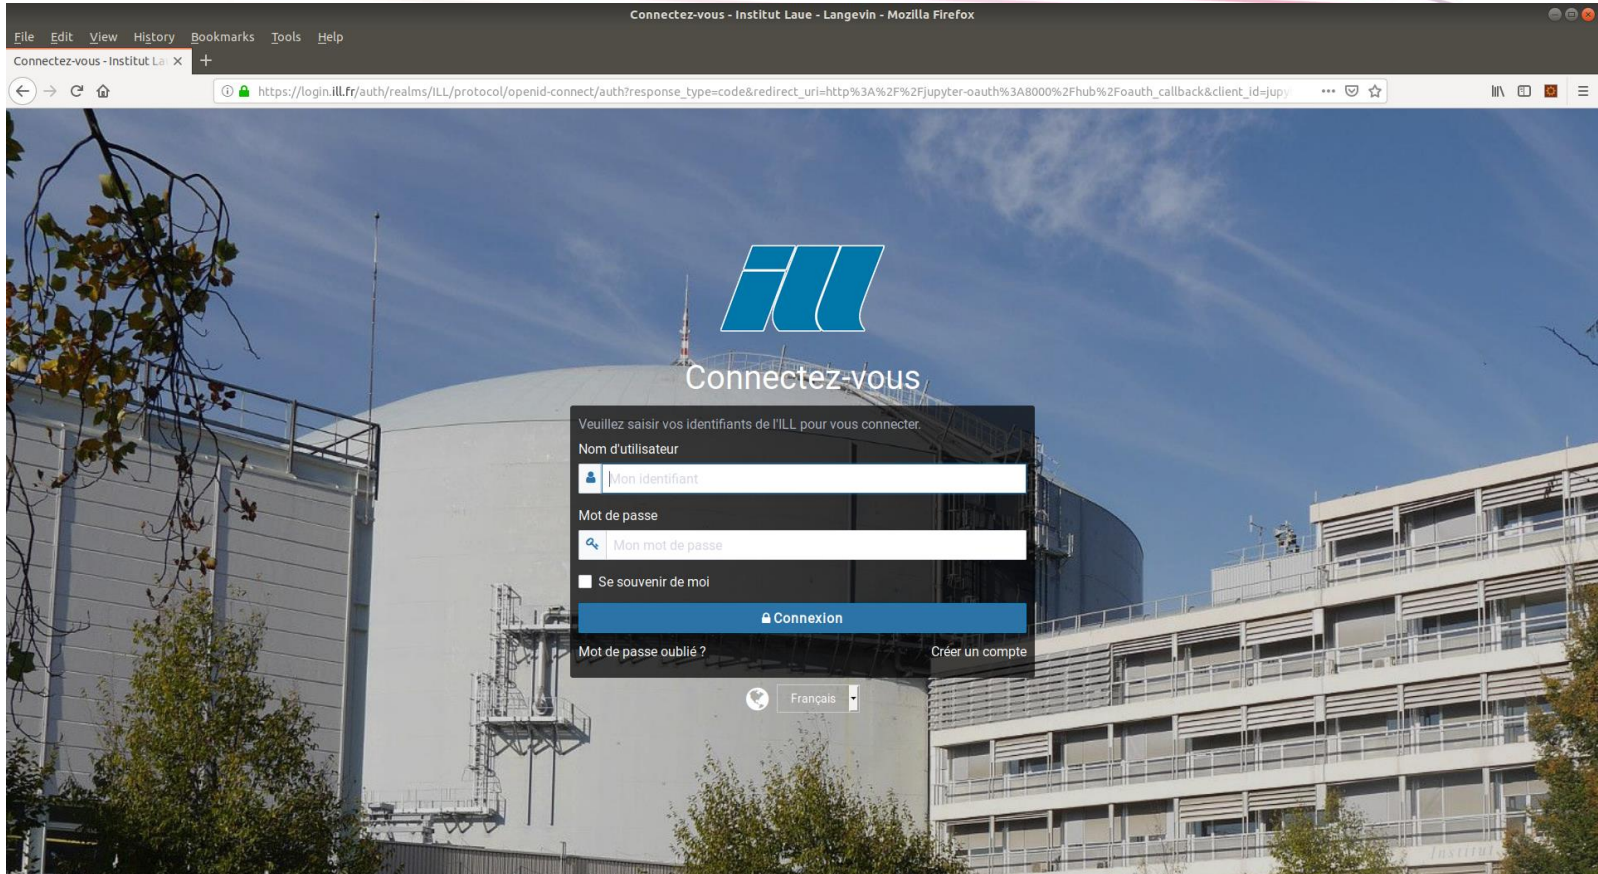 Connectez-vous - Institut Laue - Langevin - Mozilla Firefox
File Edit View History Bookmarks Tools Help
Connectez-vous - Institut La
https://login.ill.fr/auth/realms/ILL/protocol/openid-connect/auth?response_type=code&redirect_uri=http%3A%2F%2Fjupyter-oauth%3A8000%2Fhub%2Foauth_callback&client_id=jupy
ill
Connectez-vous
Veuillez saisir vos identifiants de l'ILL pour vous connecter.
Nom d'utilisateur
Mon identifiant
Mot de passe
Mon mot de passe
Se souvenir de moi
Connexion
Mot de passe oublié ? Créer un compte
Français
Institut